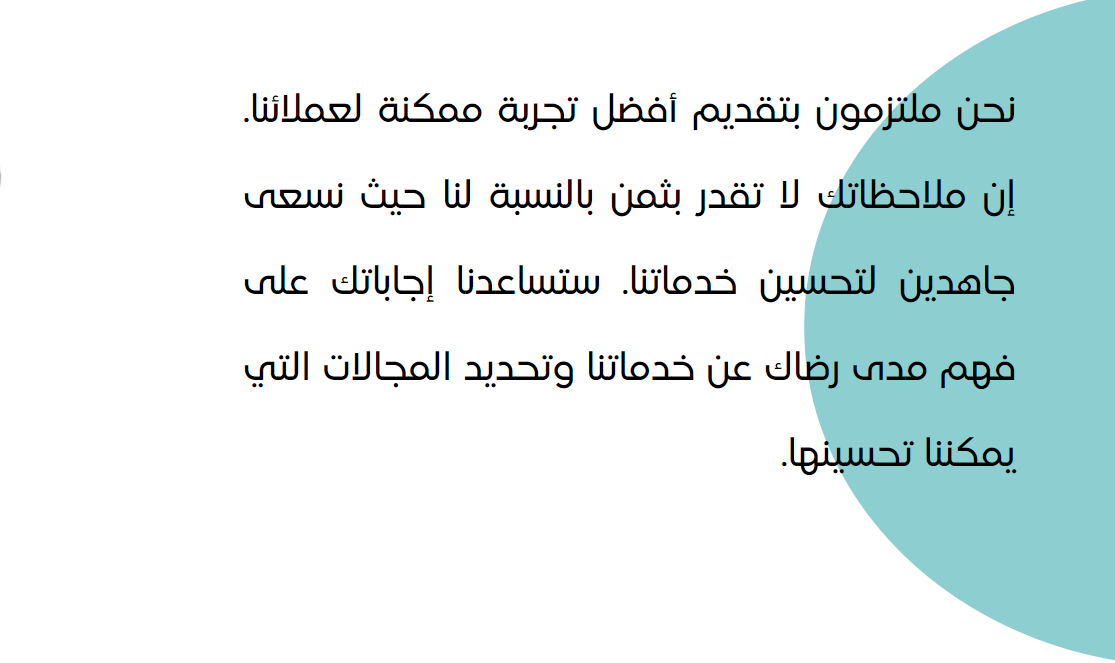 نحن ملتزمون بتقديم أفضل تجربة ممكنة لعملائنا.
إن ملاحظاتك لا تقدر بثمن بالنسبة لنا حيث نسعى
جاهدين لتحسين خدماتنا. ستساعدنا إجاباتك على
فهم مدى رضاك عن خدماتنا وتحديد المجالات التي
يمكننا تحسينها.